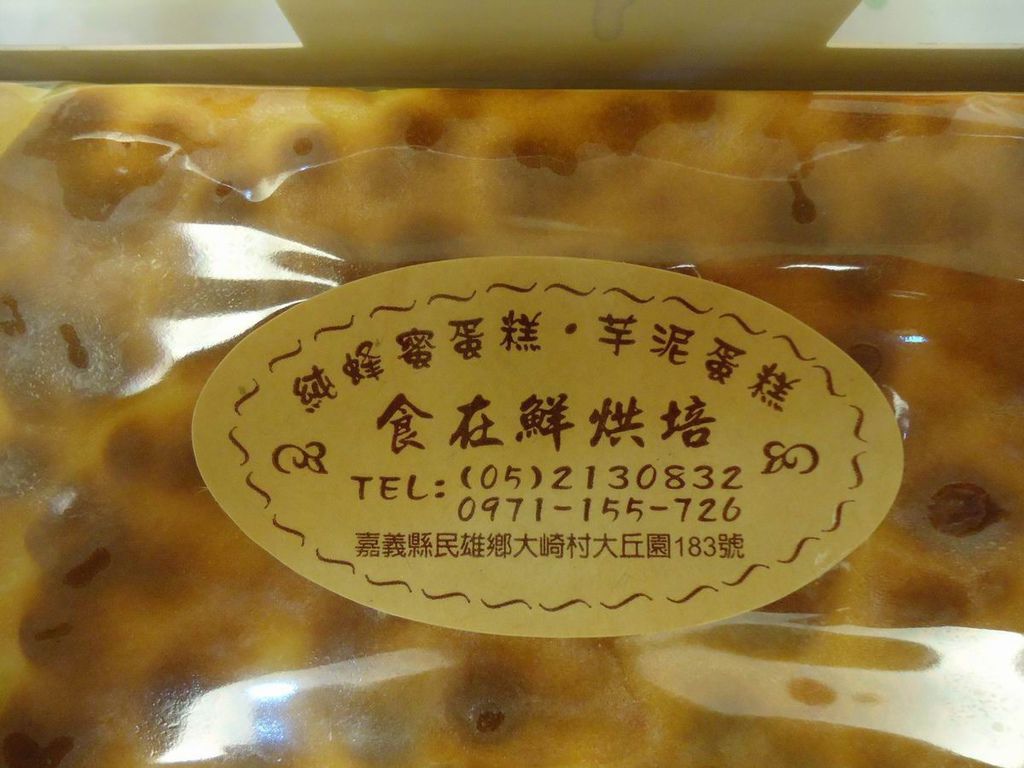 蜂蜜蛋糕·芋泥蛋糕
食在鮮烘培
TEL:(05)2130832
0971-155-726
嘉義縣民雄鄉大崎村大丘園183號